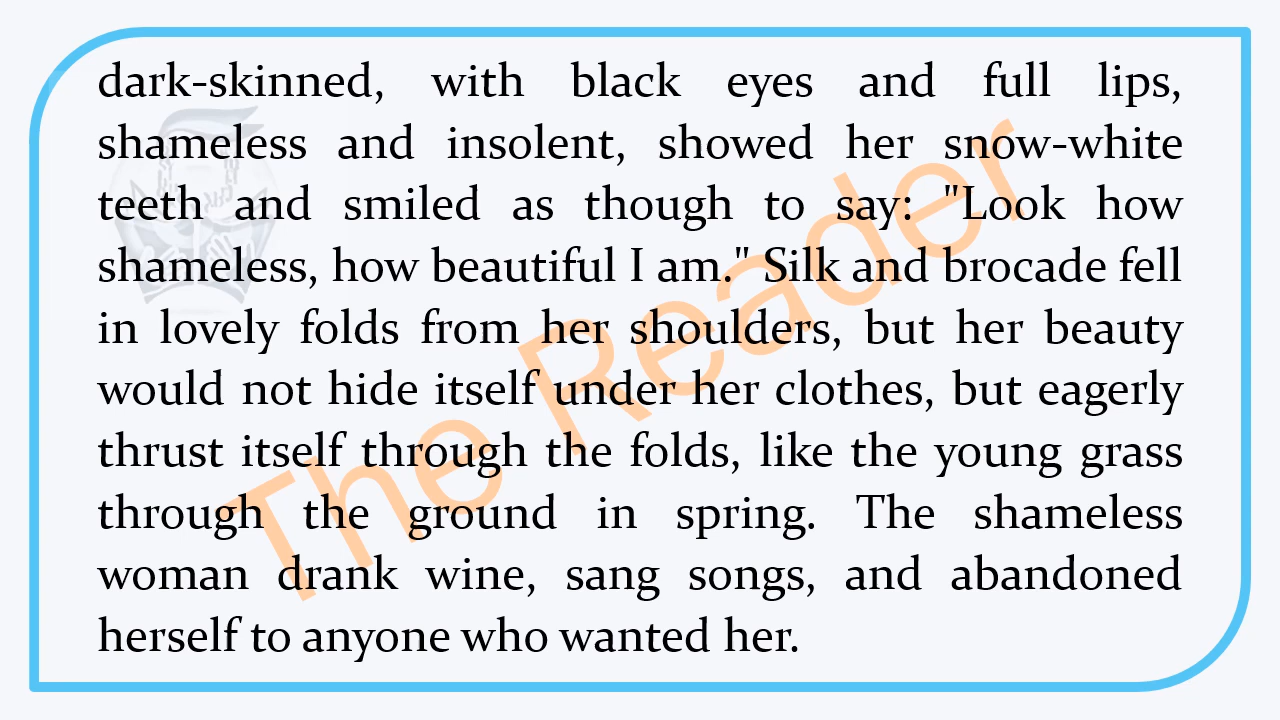 dark-skinned, with black eyes and full lips,
shameless and insolent, showed her snow-white
teeth and smiled as though to say: "Look how
shameless, how beautiful I am." Silk and brocade fell
in lovely folds from her shoulders, but her beauty
would not hide itself under her clothes, but eagerly
thrust itself through the folds, like the young grass
through the ground in spring. The shameless
woman drank wine, sang songs, and abandoned
herself to anyone who wanted her.
The Reader